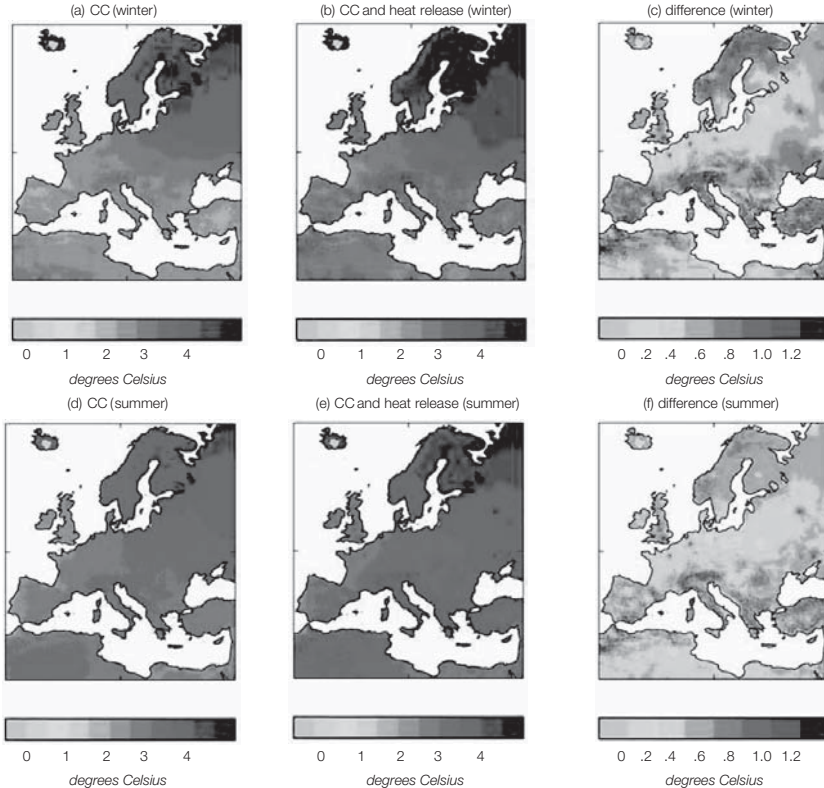 (a) CC (winter)
(b) CC and heat release (winter)
(c) difference (winter)
0 1 2 3 4
0 1 2 3 4
0 .2 .4 .6 .8 1.0 1.2
degrees Celsius
degrees Celsius
degrees Celsius
(d) CC (summer)
(e) CC and heat release (summer)
(f) difference (summer)
0 1 2 3 4
0 1 2 3 4
0 .2 .4 .6 .8 1.0 1.2
degrees Celsius
degrees Celsius
degrees Celsius